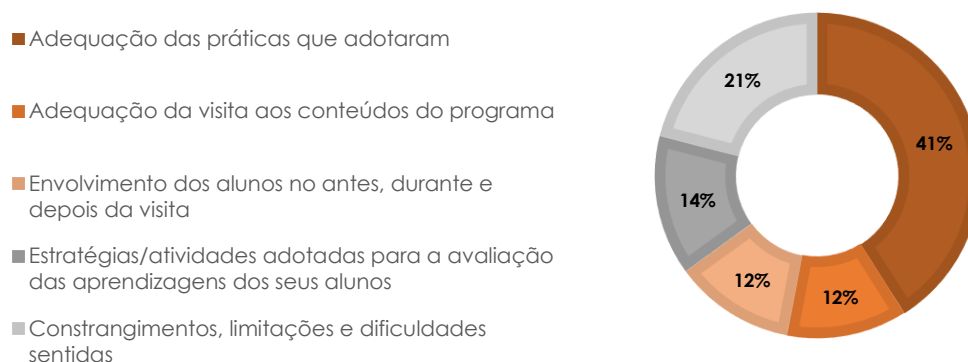 Adequação das práticas que adotaram
Adequação da visita aos conteúdos do programa
Envolvimento dos alunos no antes, durante e
depois da visita
Estratégias/atividades adotadas para a avaliação
das aprendizagens dos seus alunos
Constrangimentos, limitações e dificuldades
sentidas
21%
41%
14%
12%
12%